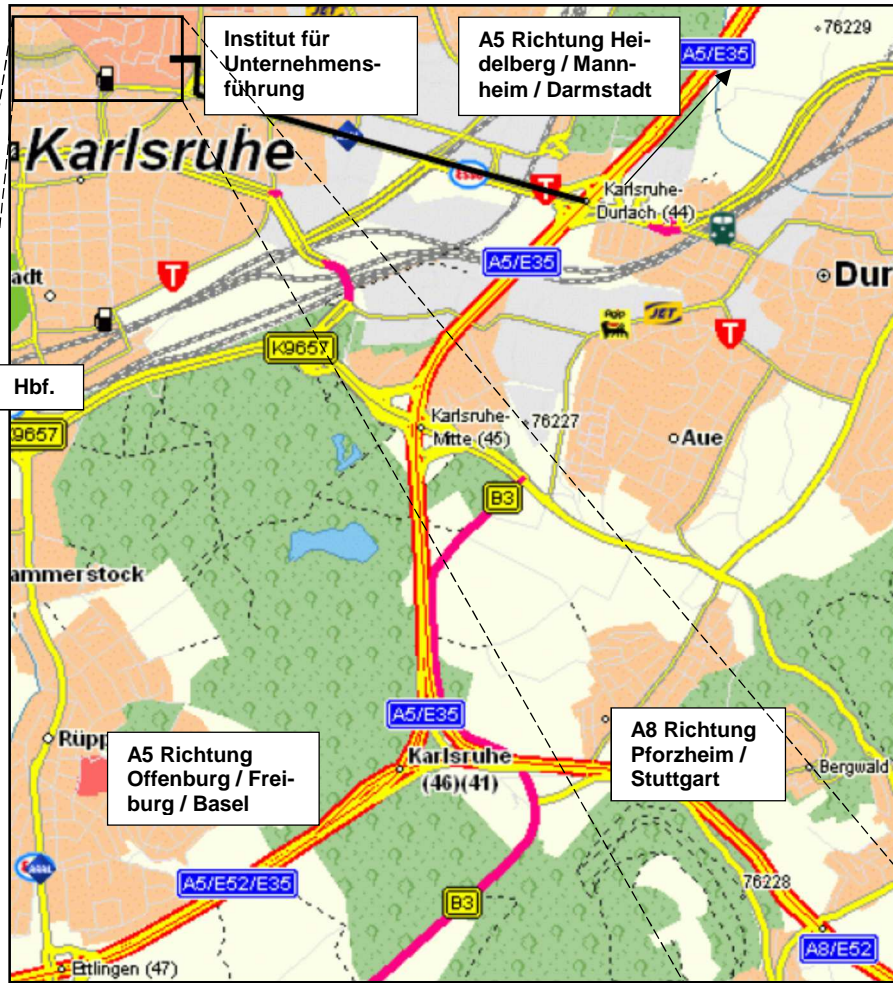 Institut für
Unternehmens-
führung
A5 Richtung Hei-
delberg / Mann-
heim / Darmstadt
76229
A5/E35
Karlsruhe
Esso
T
Karlsruhe-
Durlach (44)
A5/E35
adt
T
Dur
Agip
JET
T
K9657
Hbf.
9657
Karlsruhe-
Mitte (45)
76227
Aue
B3
ammerstock
A5/E35
Rüpp
A5 Richtung
Offenburg / Frei-
burg / Basel
Karlsruhe
(46)(41)
A8 Richtung
Pforzheim /
Stuttgart
Bergwald
ARAL
A5/E52/E35
B3
76228
A8/E52
Ettlingen (47)